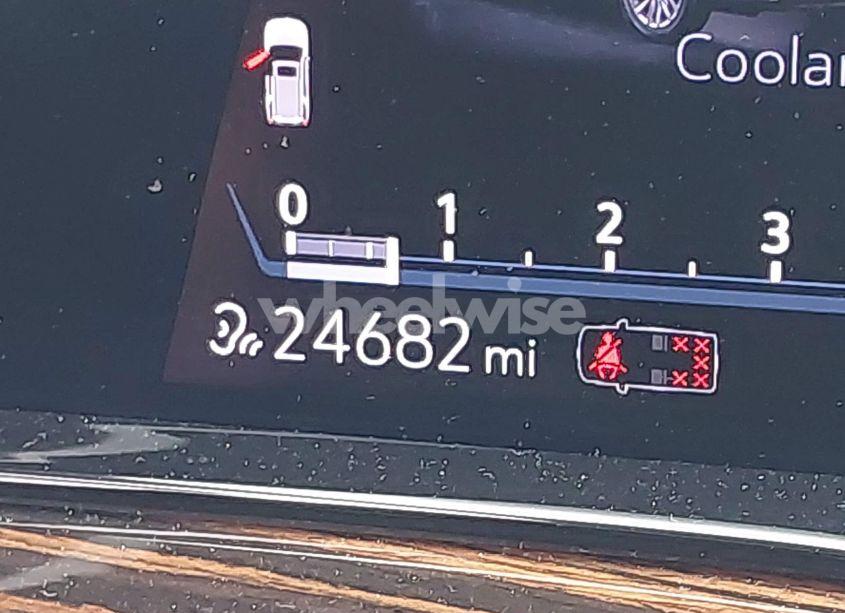 Coolan
0 1 2 3
wheelwise
24682 mi